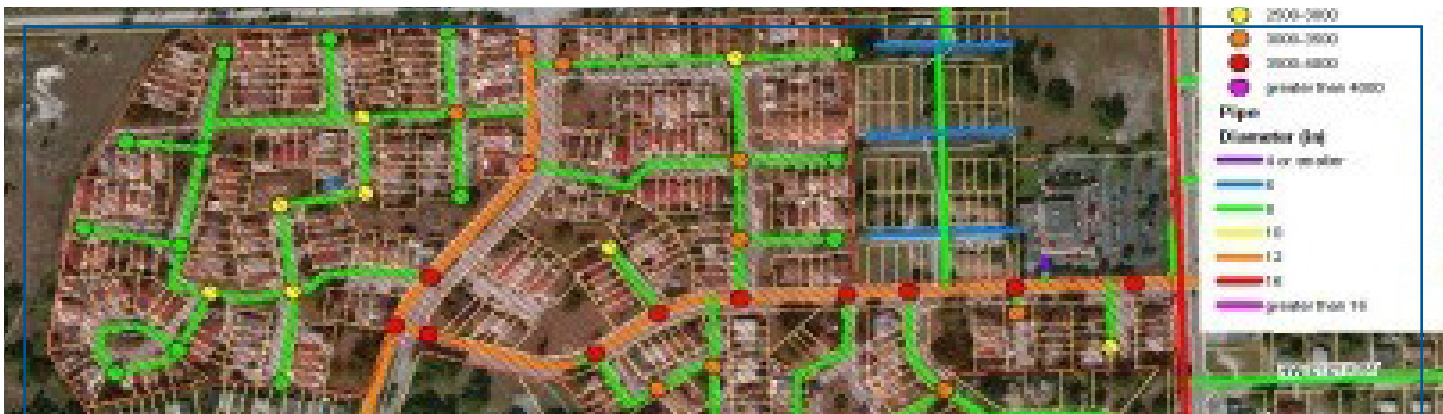 2500-3000
3000-3500
3500-4000
greater than 4000
Pipe
Diameter (in)
4 or smaller
6
8
10
12
16
greater than 16